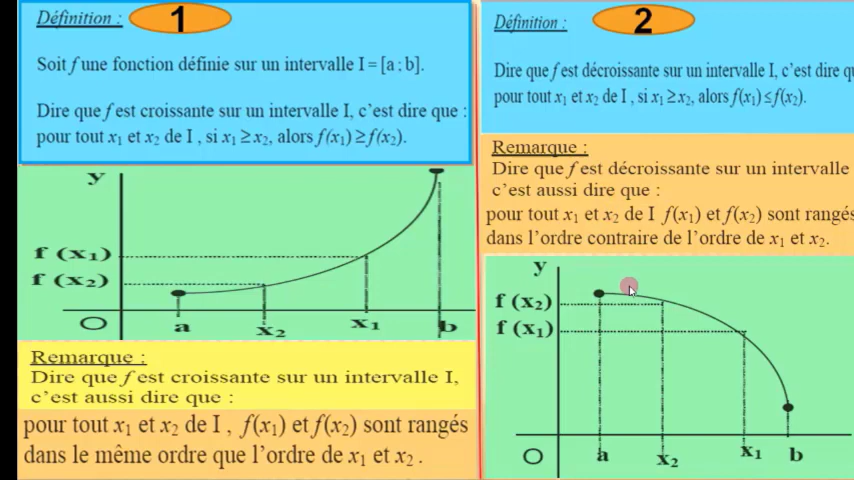 Définition : 1
Soit f une fonction définie sur un intervalle I = [a ; b].
Dire que f est croissante sur un intervalle I, c'est dire que :
pour tout x₁ et x₂ de I , si x₁ ≥ x₂, alors f(x₁) ≥ f(x₂).
y
f (x₁)
f (x₂)
O a x₂ x₁ b
Remarque :
Dire que f est croissante sur un intervalle I,
c'est aussi dire que :
pour tout x₁ et x₂ de I , f(x₁) et f(x₂) sont rangés
dans le même ordre que l'ordre de x₁ et x₂ .
Définition : 2
Dire que f est décroissante sur un intervalle I, c'est dire
pour tout x₁ et x₂ de I , si x₁ ≥ x₂, alors f(x₁) ≤ f(x₂).
Remarque :
Dire que f est décroissante sur un intervalle
c'est aussi dire que :
pour tout x₁ et x₂ de I f(x₁) et f(x₂) sont rangés
dans l'ordre contraire de l'ordre de x₁ et x₂.
y
f (x₂)
f (x₁)
O a x₂ x₁ b